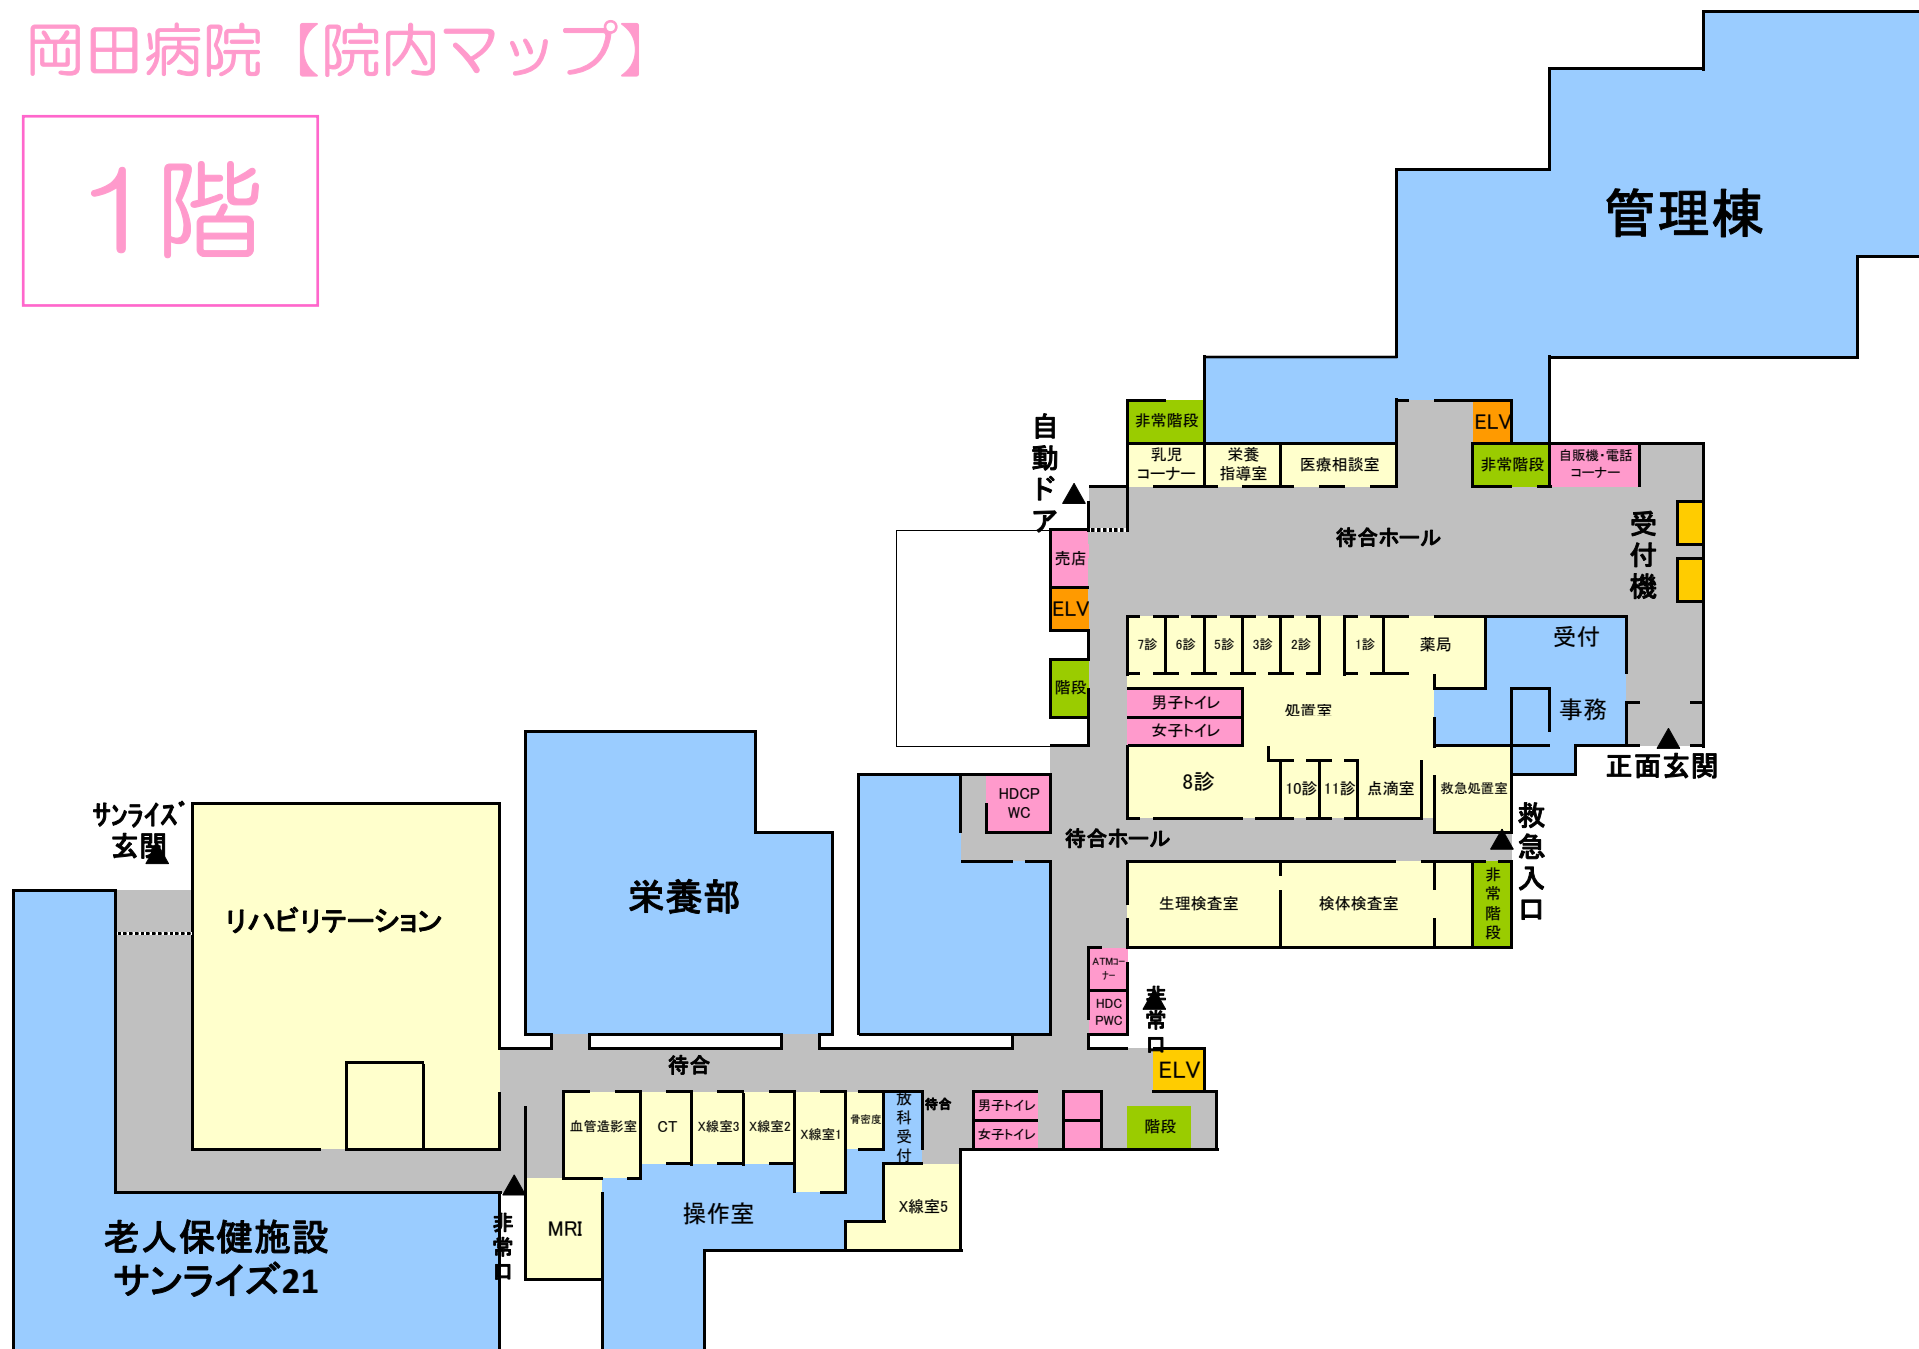 岡田病院【院内マップ】
1階
管理棟
自動ドア
非常階段
ELV
乳児
コーナー
栄養
指導室
医療相談室
非常階段
自販機・電話
コーナー
待合ホール
受付機
売店
ELV
7診
6診
5診
3診
2診
1診
薬局
受付
階段
男子トイレ
女子トイレ
処置室
事務
正面玄関
8診
10診
11診
点滴室
救急処置室
HDCP
WC
待合ホール
救急入口
サンライズ
玄関
リハビリテーション
栄養部
生理検査室
検体検査室
非常階段
ATMコー
ナー
HDC
PWC
非常口
待合
ELV
血管造影室
CT
X線室3
X線室2
X線室1
骨密度
放科受付
待合
男子トイレ
女子トイレ
階段
非常口
MRI
操作室
X線室5
老人保健施設
サンライズ21